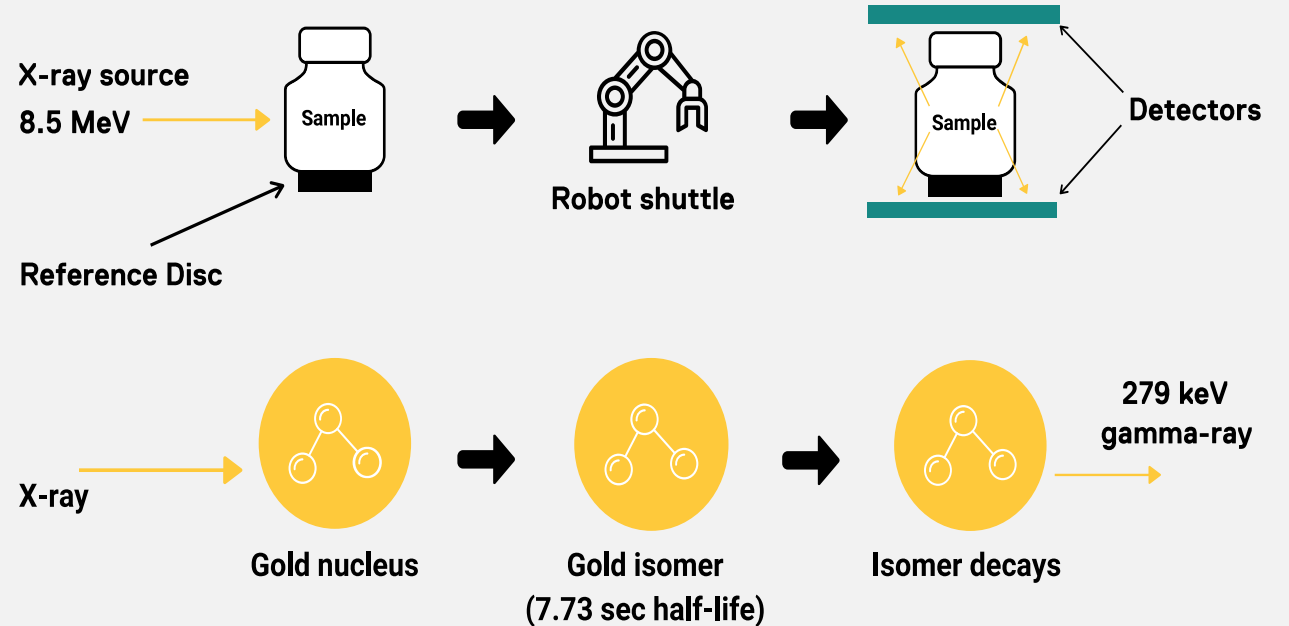 X-ray source
8.5 MeV
Sample
Reference Disc
Robot shuttle
Sample
Detectors
X-ray
Gold nucleus
Gold isomer
(7.73 sec half-life)
Isomer decays
279 keV
gamma-ray